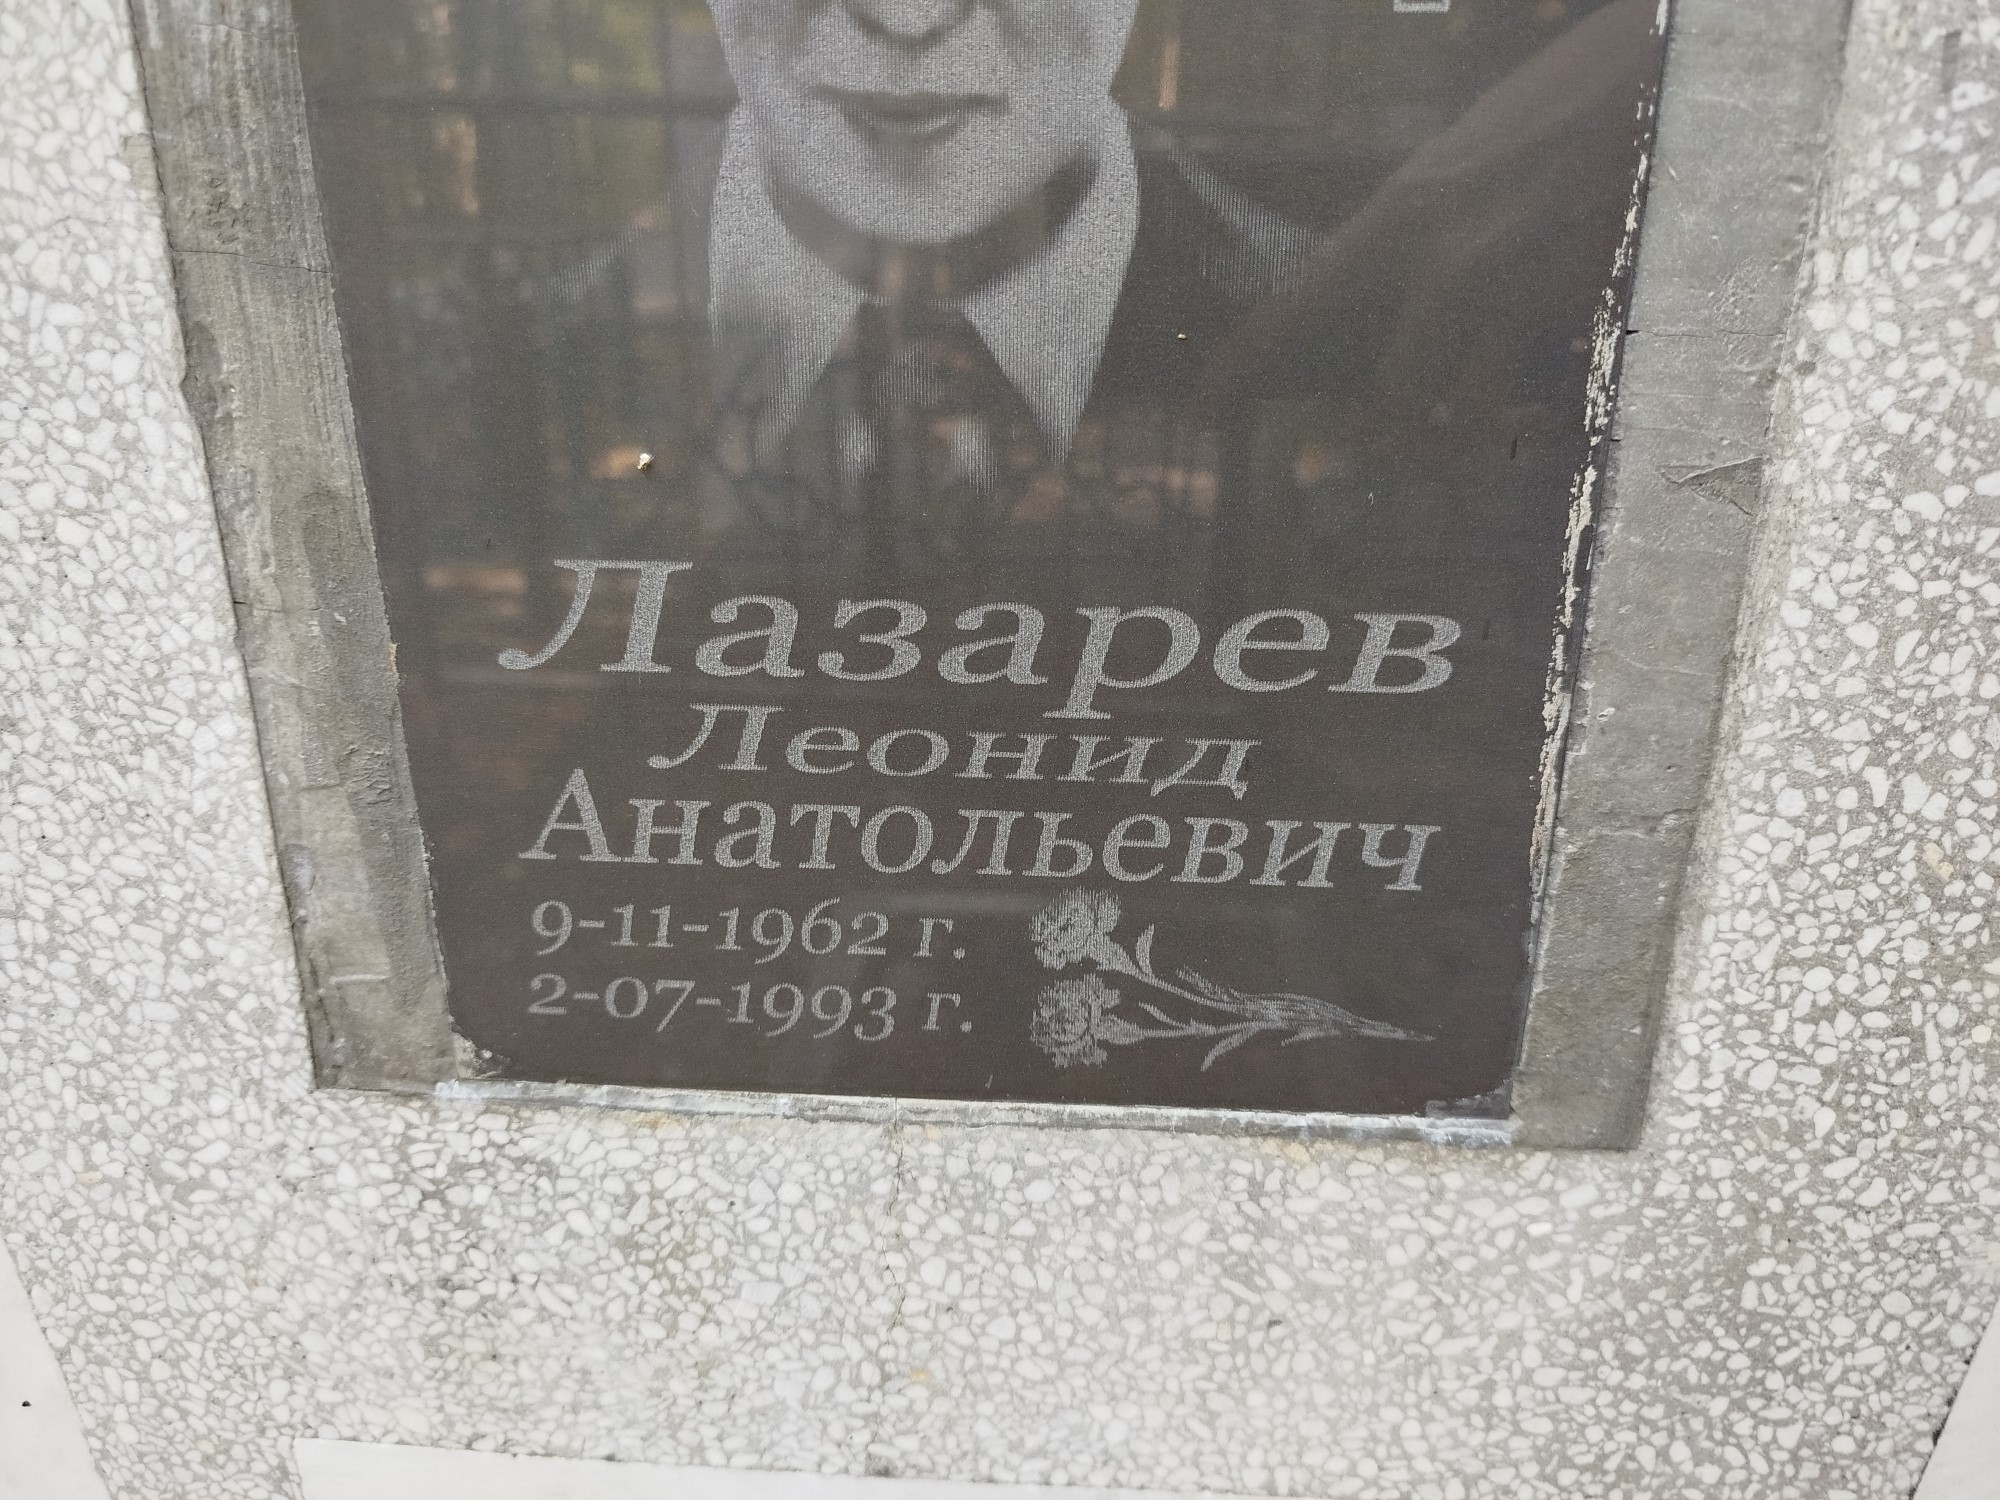 Лазарев
Леонид
Анатольевич
9-11-1962 г.
2-07-1993 г.